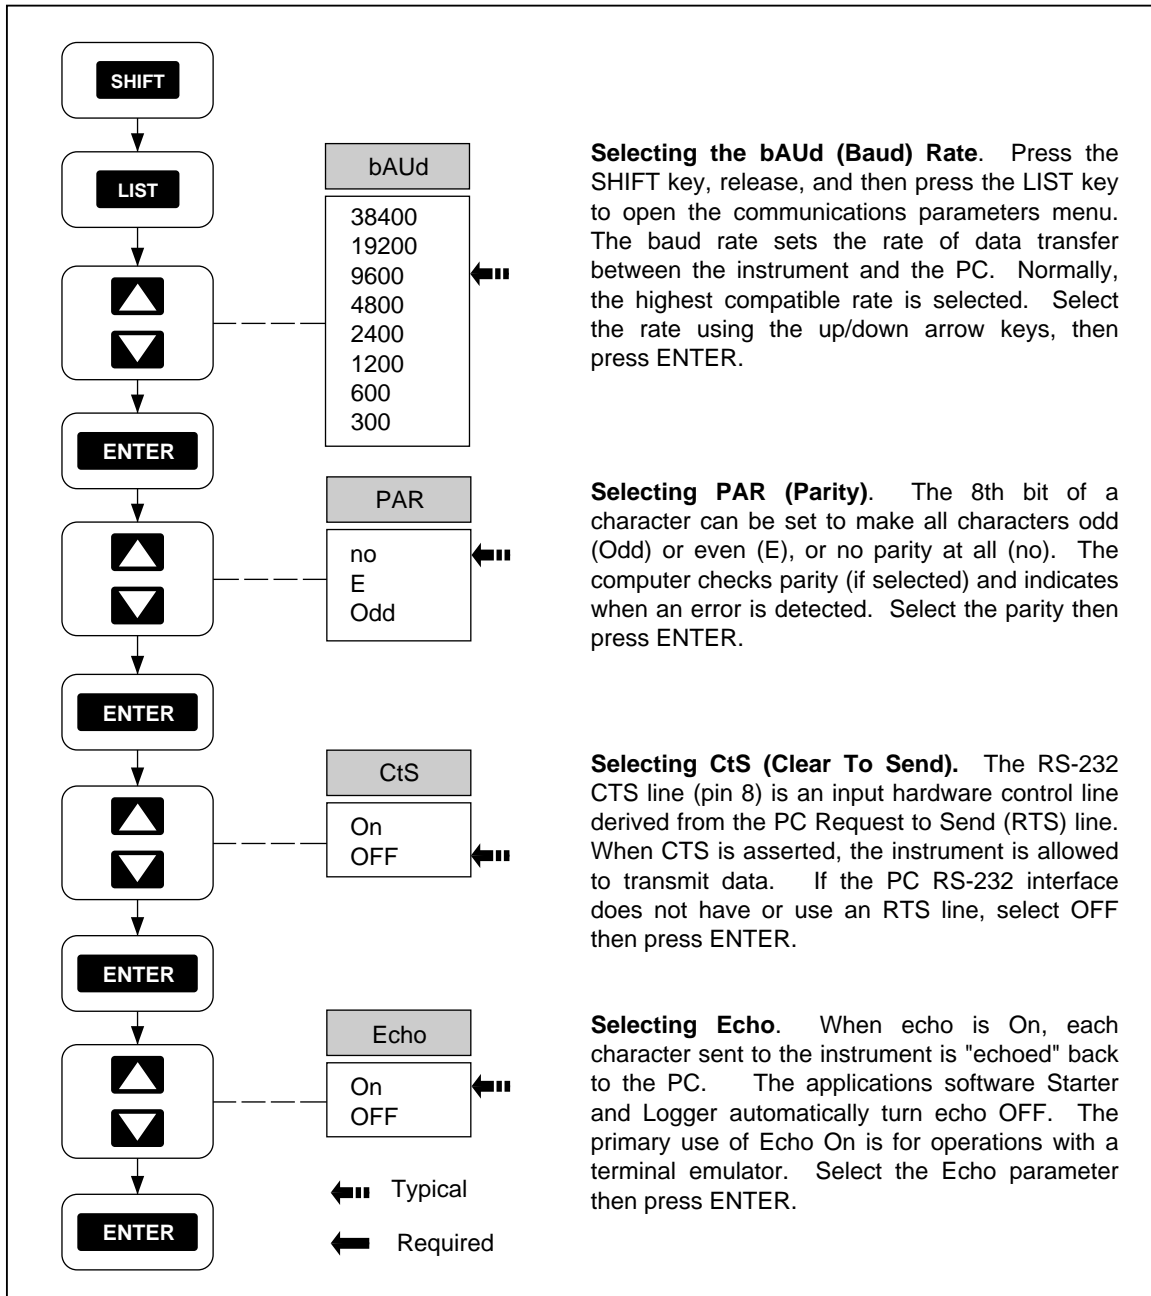 SHIFT
LIST
bAUd
38400
19200
9600
4800
2400
1200
600
300
Selecting the bAUd (Baud) Rate. Press the
SHIFT key, release, and then press the LIST key
to open the communications parameters menu.
The baud rate sets the rate of data transfer
between the instrument and the PC. Normally,
the highest compatible rate is selected. Select
the rate using the up/down arrow keys, then
press ENTER.
ENTER
PAR
no
E
Odd
Selecting PAR (Parity). The 8th bit of a
character can be set to make all characters odd
(Odd) or even (E), or no parity at all (no). The
computer checks parity (if selected) and indicates
when an error is detected. Select the parity then
press ENTER.
ENTER
CtS
On
OFF
Selecting CtS (Clear To Send). The RS-232
CTS line (pin 8) is an input hardware control line
derived from the PC Request to Send (RTS) line.
When CTS is asserted, the instrument is allowed
to transmit data. If the PC RS-232 interface
does not have or use an RTS line, select OFF
then press ENTER.
ENTER
Echo
On
OFF
Selecting Echo. When echo is On, each
character sent to the instrument is "echoed" back
to the PC. The applications software Starter
and Logger automatically turn echo OFF. The
primary use of Echo On is for operations with a
terminal emulator. Select the Echo parameter
then press ENTER.
ENTER
Typical
Required